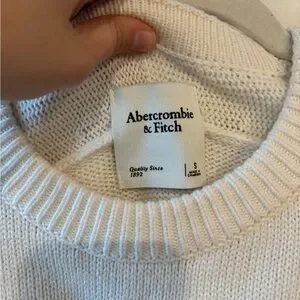 Abercrombie
& Fitch
Quality Since
1892
S